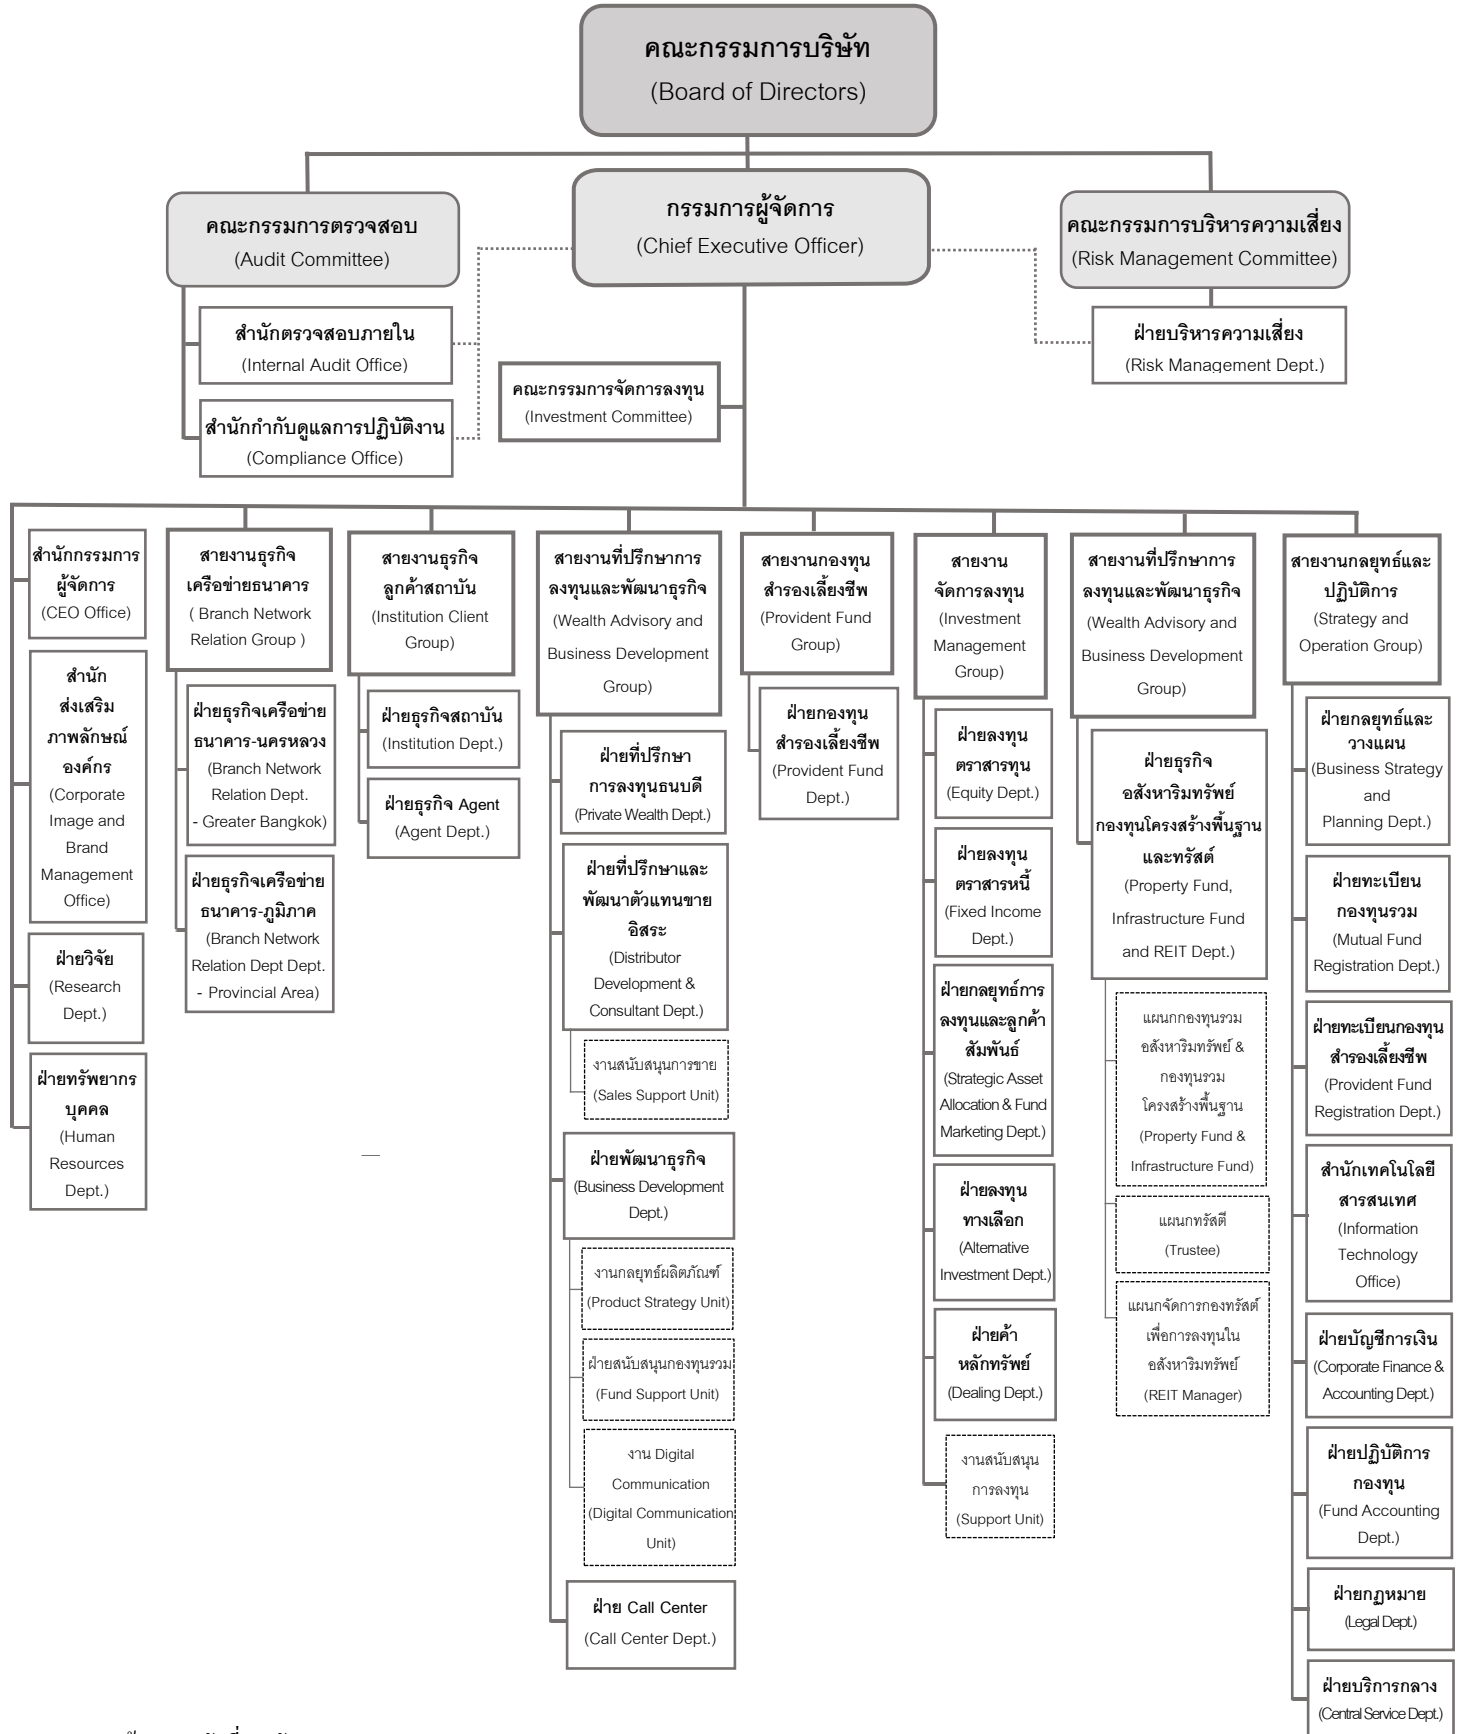 คณะกรรมการบริษัท
(Board of Directors)
คณะกรรมการตรวจสอบ
(Audit Committee)
กรรมการผู้จัดการ
(Chief Executive Officer)
คณะกรรมการบริหารความเสี่ยง
(Risk Management Committee)
สำนักตรวจสอบภายใน
(Internal Audit Office)
ฝ่ายบริหารความเสี่ยง
(Risk Management Dept.)
คณะกรรมการจัดการลงทุน
(Investment Committee)
สำนักกำกับดูแลการปฏิบัติงาน
(Compliance Office)
สำนักกรรมการ
ผู้จัดการ
(CEO Office)
สำนัก
ส่งเสริม
ภาพลักษณ์
องค์กร
(Corporate
Image and
Brand
Management
Office)
ฝ่ายวิจัย
(Research
Dept.)
ฝ่ายทรัพยากร
บุคคล
(Human
Resources
Dept.)
สายงานธุรกิจ
เครือข่ายธนาคาร
( Branch Network
Relation Group )
ฝ่ายธุรกิจเครือข่าย
ธนาคาร-นครหลวง
(Branch Network
Relation Dept.
- Greater Bangkok)
ฝ่ายธุรกิจเครือข่าย
ธนาคาร-ภูมิภาค
(Branch Network
Relation Dept Dept.
- Provincial Area)
สายงานธุรกิจ
ลูกค้าสถาบัน
(Institution Client
Group)
ฝ่ายธุรกิจสถาบัน
(Institution Dept.)
ฝ่ายธุรกิจ Agent
(Agent Dept.)
สายงานที่ปรึกษาการ
ลงทุนและพัฒนาธุรกิจ
(Wealth Advisory and
Business Development
Group)
ฝ่ายที่ปรึกษา
การลงทุนธนบดี
(Private Wealth Dept.)
ฝ่ายที่ปรึกษาและ
พัฒนาตัวแทนขาย
อิสระ
(Distributor
Development &
Consultant Dept.)
งานสนับสนุนการขาย
(Sales Support Unit)
ฝ่ายพัฒนาธุรกิจ
(Business Development
Dept.)
งานกลยุทธ์ผลิตภัณฑ์
(Product Strategy Unit)
ฝ่ายสนับสนุนกองทุนรวม
(Fund Support Unit)
งาน Digital
Communication
(Digital Communication
Unit)
ฝ่าย Call Center
(Call Center Dept.)
สายงานกองทุน
สำรองเลี้ยงชีพ
(Provident Fund
Group)
ฝ่ายกองทุน
สำรองเลี้ยงชีพ
(Provident Fund
Dept.)
สายงาน
จัดการลงทุน
(Investment
Management
Group)
ฝ่ายลงทุน
ตราสารทุน
(Equity Dept.)
ฝ่ายลงทุน
ตราสารหนี้
(Fixed Income
Dept.)
ฝ่ายกลยุทธ์การ
ลงทุนและลูกค้า
สัมพันธ์
(Strategic Asset
Allocation & Fund
Marketing Dept.)
ฝ่ายลงทุน
ทางเลือก
(Alternative
Investment Dept.)
ฝ่ายค้า
หลักทรัพย์
(Dealing Dept.)
งานสนับสนุน
การลงทุน
(Support Unit)
สายงานที่ปรึกษาการ
ลงทุนและพัฒนาธุรกิจ
(Wealth Advisory and
Business Development
Group)
ฝ่ายธุรกิจ
อสังหาริมทรัพย์
กองทุนโครงสร้างพื้นฐาน
และทรัสต์
(Property Fund,
Infrastructure Fund
and REIT Dept.)
แผนกกองทุนรวม
อสังหาริมทรัพย์ &
กองทุนรวม
โครงสร้างพื้นฐาน
(Property Fund &
Infrastructure Fund)
แผนกทรัสตี
(Trustee)
แผนกจัดการกองทรัสต์
เพื่อการลงทุนใน
อสังหาริมทรัพย์
(REIT Manager)
สายงานกลยุทธ์และ
ปฏิบัติการ
(Strategy and
Operation Group)
ฝ่ายกลยุทธ์และ
วางแผน
(Business Strategy
and
Planning Dept.)
ฝ่ายทะเบียน
กองทุนรวม
(Mutual Fund
Registration Dept.)
ฝ่ายทะเบียนกองทุน
สำรองเลี้ยงชีพ
(Provident Fund
Registration Dept.)
สำนักเทคโนโลยี
สารสนเทศ
(Information
Technology
Office)
ฝ่ายบัญชีการเงิน
(Corporate Finance &
Accounting Dept.)
ฝ่ายปฏิบัติการ
กองทุน
(Fund Accounting
Dept.)
ฝ่ายกฎหมาย
(Legal Dept.)
ฝ่ายบริการกลาง
(Central Service Dept.)